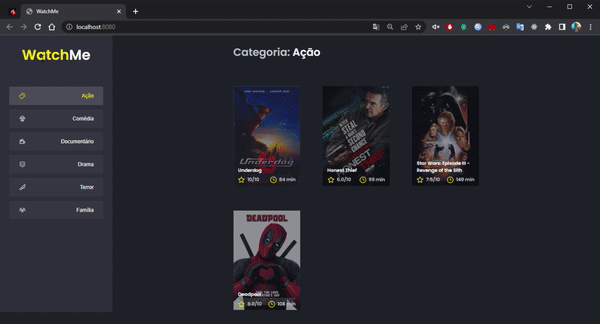 WatchMe
localhost:8080
WatchMe
Categoria: Ação
Ação
Comédia
Documentário
Drama
Terror
Família
Underdog
Underdog
10/10 84 min
Honest Thief
6.0/10 99 min
Star Wars: Episode III - Revenge of the Sith
7.5/10 140 min
DEADPOOL
Deadpool
8.0/10 108 min